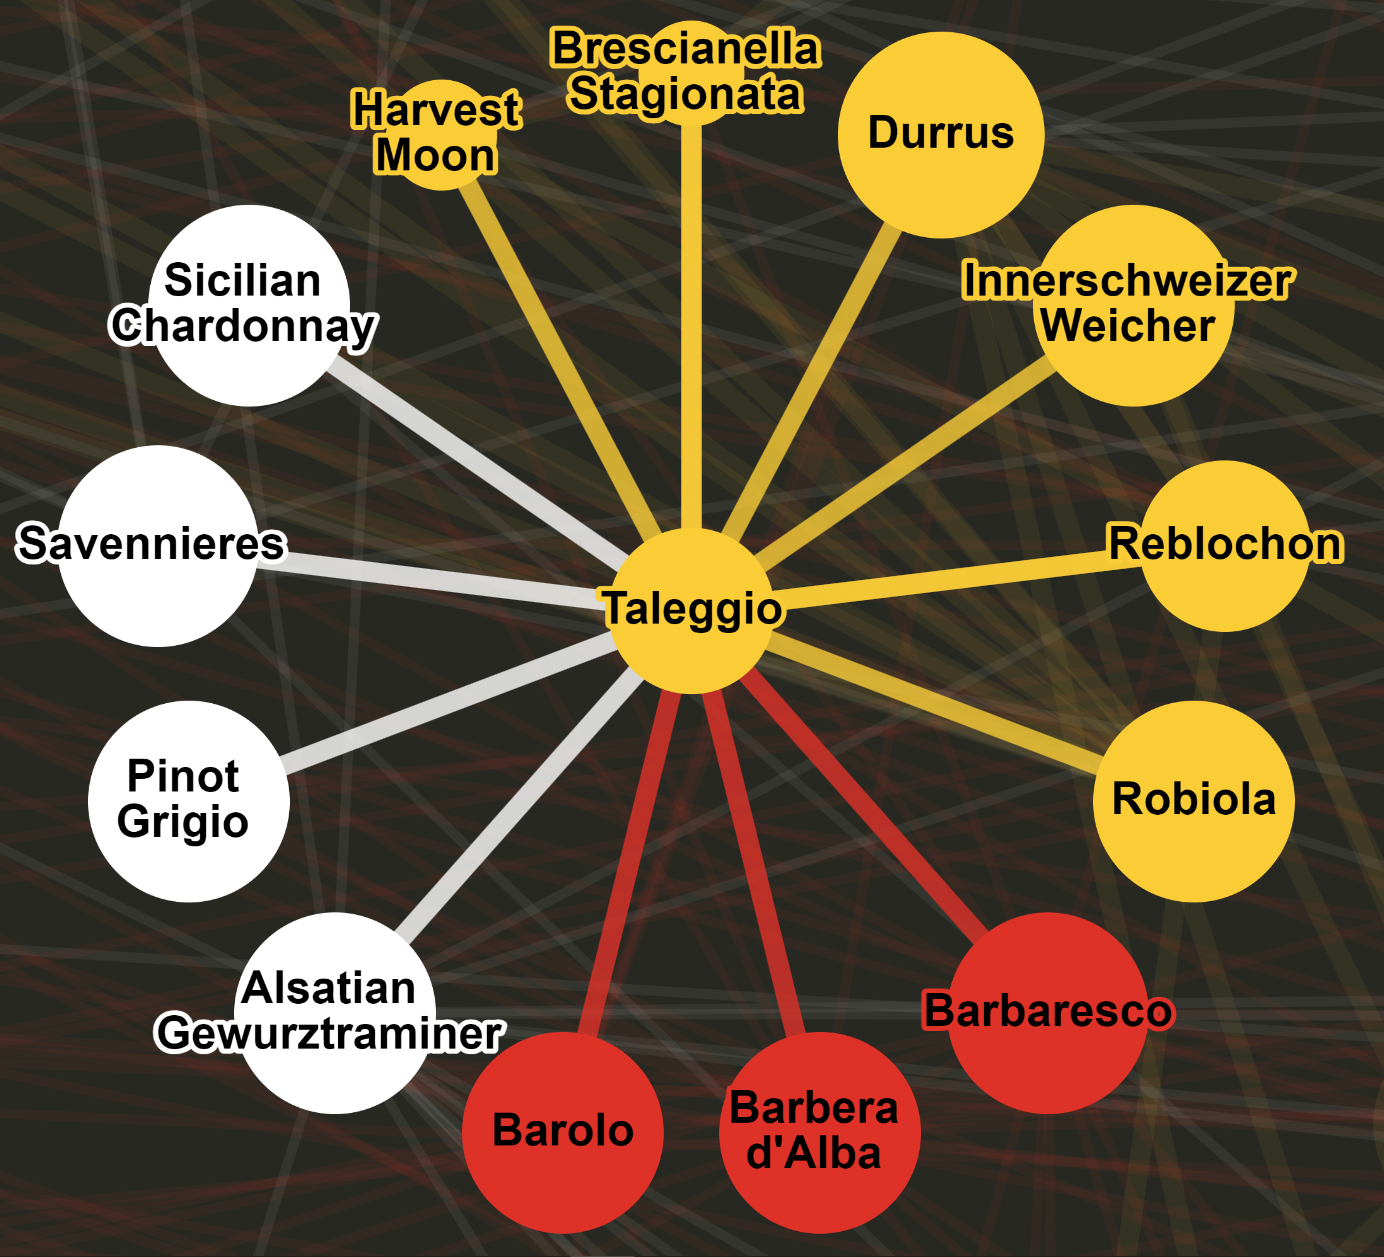 Brescianella
Stagionata
Harvest
Moon
Durrus
Sicilian
Chardonnay
Innerschweizer
Weicher
Savennieres
Reblochon
Taleggio
Pinot
Grigio
Robiola
Alsatian
Gewurztraminer
Barbaresco
Barolo
Barbera
d'Alba